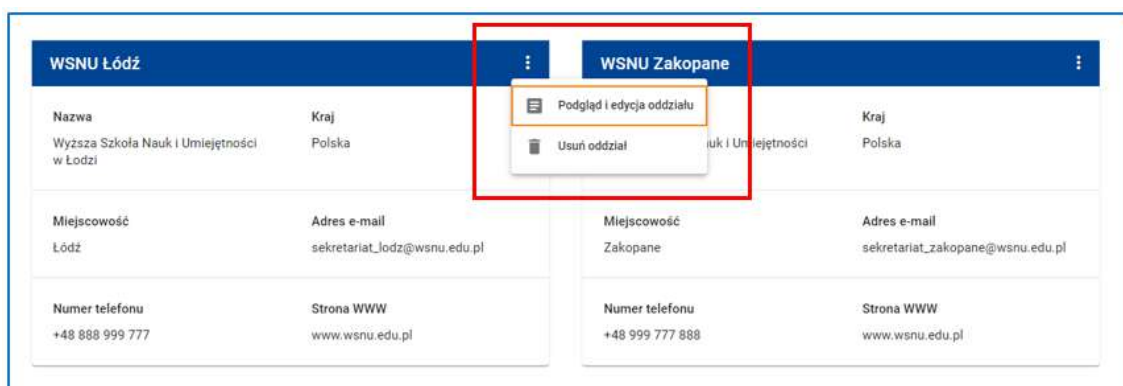 WSNU Łódź
Nazwa
Kraj
Wyższa Szkoła Nauk i Umiejętności
w Łodzi
Polska
Miejscowość
Adres e-mail
Łódź
sekretariat_lodz@wsnu.edu.pl
Numer telefonu
Strona WWW
+48 888 999 777
www.wsnu.edu.pl
Podgląd i edycja oddziału
Usuń oddział
WSNU Zakopane
Kraj
i Umiejętności
Polska
Miejscowość
Adres e-mail
Zakopane
sekretariat_zakopane@wsnu.edu.pl
Numer telefonu
Strona WWW
+48 999 777 888
www.wsnu.edu.pl